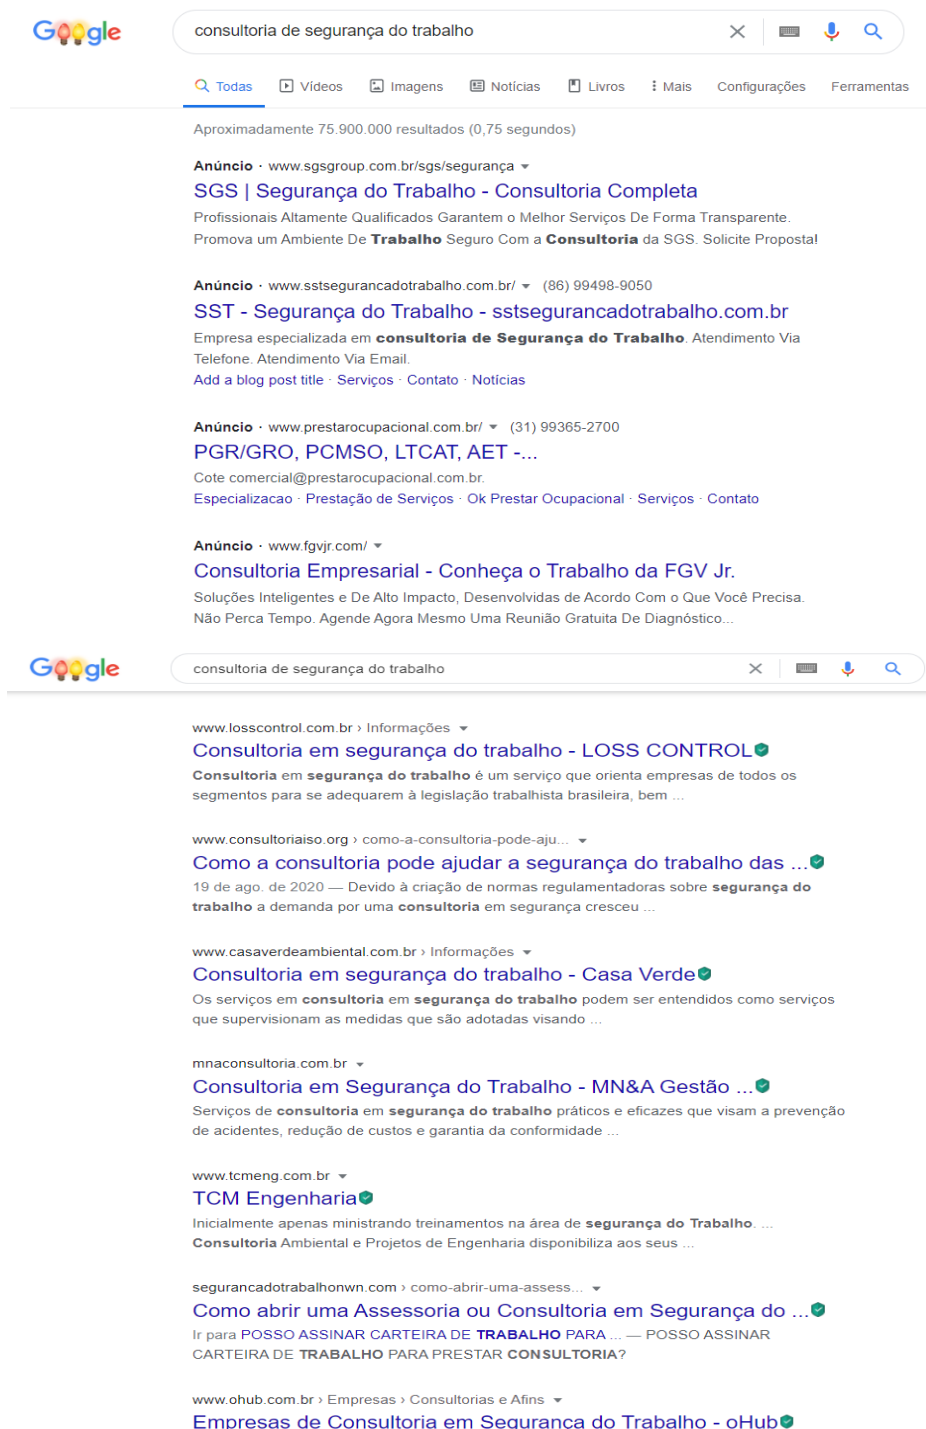 Google
consultoria de segurança do trabalho
Todas Vídeos Imagens Notícias Livros Mais Configurações Ferramentas
Aproximadamente 75.900.000 resultados (0,75 segundos)
Anúncio · www.sgsgroup.com.br/sgs/segurança
SGS | Segurança do Trabalho - Consultoria Completa
Profissionais Altamente Qualificados Garantem o Melhor Serviços De Forma Transparente.
Promova um Ambiente De Trabalho Seguro Com a Consultoria da SGS. Solicite Proposta!
Anúncio · www.sstsegurancadotrabalho.com.br/ (86) 99498-9050
SST - Segurança do Trabalho - sstsegurancadotrabalho.com.br
Empresa especializada em consultoria de Segurança do Trabalho. Atendimento Via
Telefone. Atendimento Via Email.
Add a blog post title · Serviços · Contato · Notícias
Anúncio · www.prestarocupacional.com.br/ (31) 99365-2700
PGR/GRO, PCMSO, LTCAT, AET -...
Cote comercial@prestarocupacional.com.br.
Especializacao · Prestação de Serviços · Ok Prestar Ocupacional · Serviços · Contato
Anúncio · www.fgvjr.com/
Consultoria Empresarial - Conheça o Trabalho da FGV Jr.
Soluções Inteligentes e De Alto Impacto, Desenvolvidas de Acordo Com o Que Você Precisa.
Não Perca Tempo. Agende Agora Mesmo Uma Reunião Gratuita De Diagnóstico...
Google
consultoria de segurança do trabalho
www.losscontrol.com.br › Informações
Consultoria em segurança do trabalho - LOSS CONTROL
Consultoria em segurança do trabalho é um serviço que orienta empresas de todos os
segmentos para se adequarem à legislação trabalhista brasileira, bem ...
www.consultoriaiso.org › como-a-consultoria-pode-aju...
Como a consultoria pode ajudar a segurança do trabalho das ...
19 de ago. de 2020 — Devido à criação de normas regulamentadoras sobre segurança do
trabalho a demanda por uma consultoria em segurança cresceu ...
www.casaverdeambiental.com.br › Informações
Consultoria em segurança do trabalho - Casa Verde
Os serviços em consultoria em segurança do trabalho podem ser entendidos como serviços
que supervisionam as medidas que são adotadas visando ...
mnaconsultoria.com.br
Consultoria em Segurança do Trabalho - MN&A Gestão ...
Serviços de consultoria em segurança do trabalho práticos e eficazes que visam a prevenção
de acidentes, redução de custos e garantia da conformidade ...
www.tcmeng.com.br
TCM Engenharia
Inicialmente apenas ministrando treinamentos na área de segurança do Trabalho. ...
Consultoria Ambiental e Projetos de Engenharia disponibiliza aos seus ...
segurancadotrabalhonwn.com › como-abrir-uma-assess...
Como abrir uma Assessoria ou Consultoria em Segurança do ...
Ir para POSSO ASSINAR CARTEIRA DE TRABALHO PARA ... — POSSO ASSINAR
CARTEIRA DE TRABALHO PARA PRESTAR CONSULTORIA?
www.ohub.com.br › Empresas › Consultorias e Afins
Empresas de Consultoria em Segurança do Trabalho - oHub